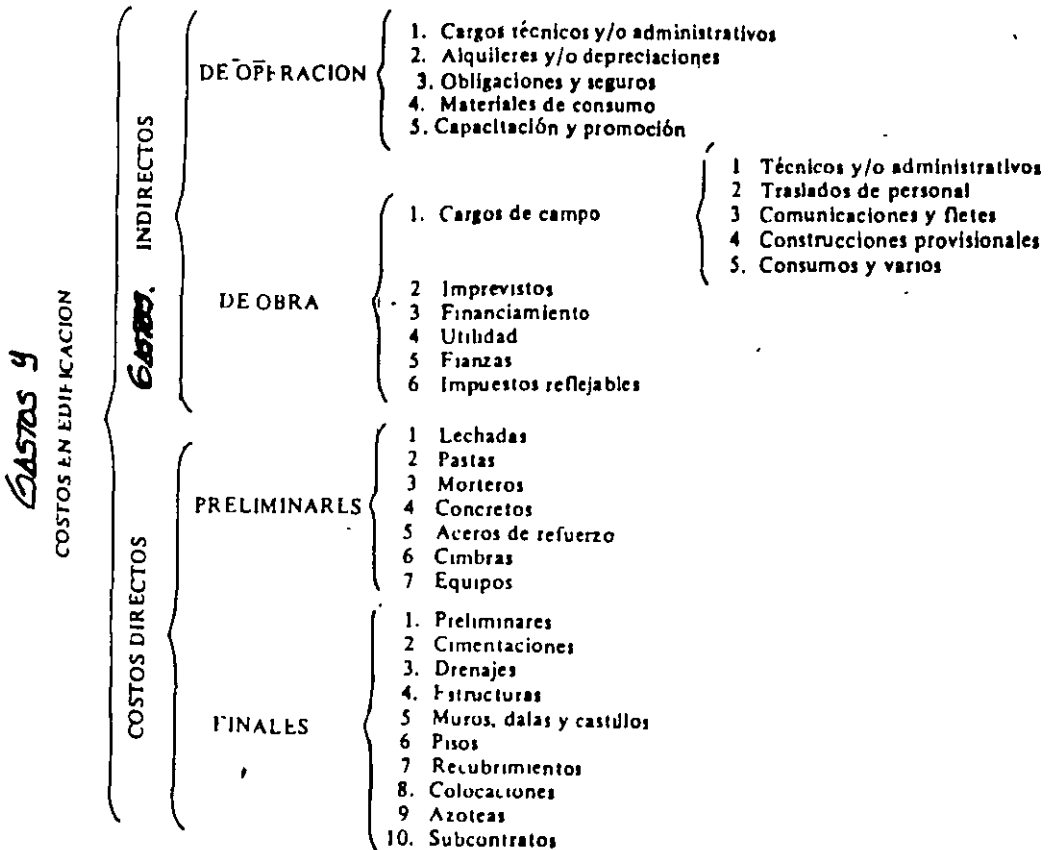 GASTOS Y
COSTOS EN EDIFICACION
GASTOS. INDIRECTOS
DE OPERACION
1. Cargos técnicos y/o administrativos
2. Alquileres y/o depreciaciones
3. Obligaciones y seguros
4. Materiales de consumo
5. Capacitación y promoción
DE OBRA
1. Cargos de campo
1 Técnicos y/o administrativos
2 Traslados de personal
3 Comunicaciones y fletes
4 Construcciones provisionales
5. Consumos y varios
2 Imprevistos
3 Financiamiento
4 Utilidad
5 Fianzas
6 Impuestos reflejables
COSTOS DIRECTOS
PRELIMINARES
1 Lechadas
2 Pastas
3 Morteros
4 Concretos
5 Aceros de refuerzo
6 Cimbras
7 Equipos
FINALES
1. Preliminares
2 Cimentaciones
3. Drenajes
4. Estructuras
5 Muros, dalas y castillos
6 Pisos
7 Recubrimientos
8. Colocaciones
9 Azoteas
10. Subcontratos